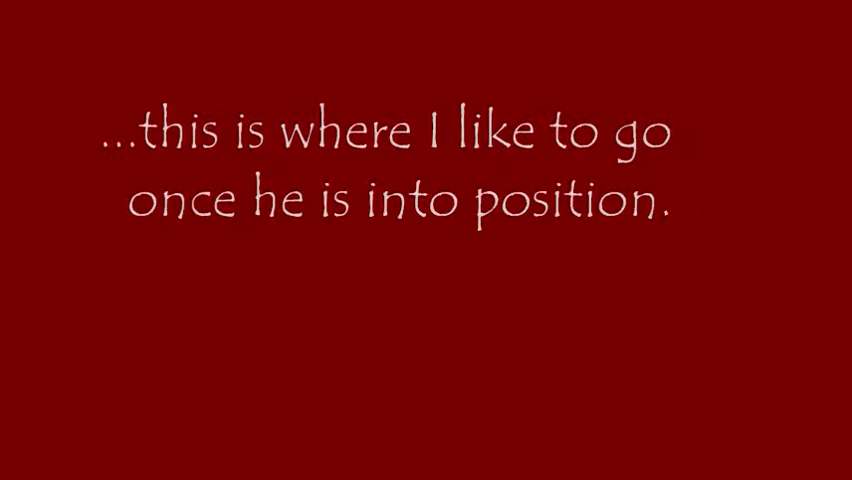 ...this is where I like to go
once he is into position.